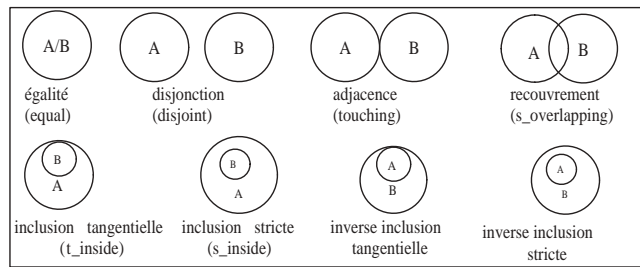 A/B A B A B A B
égalité disjonction adjacence recouvrement
(equal) (disjoint) (touching) (s_overlapping)
B B A A
A A B B
inclusion tangentielle inclusion stricte inverse inclusion inverse inclusion
(t_inside) (s_inside) tangentielle stricte